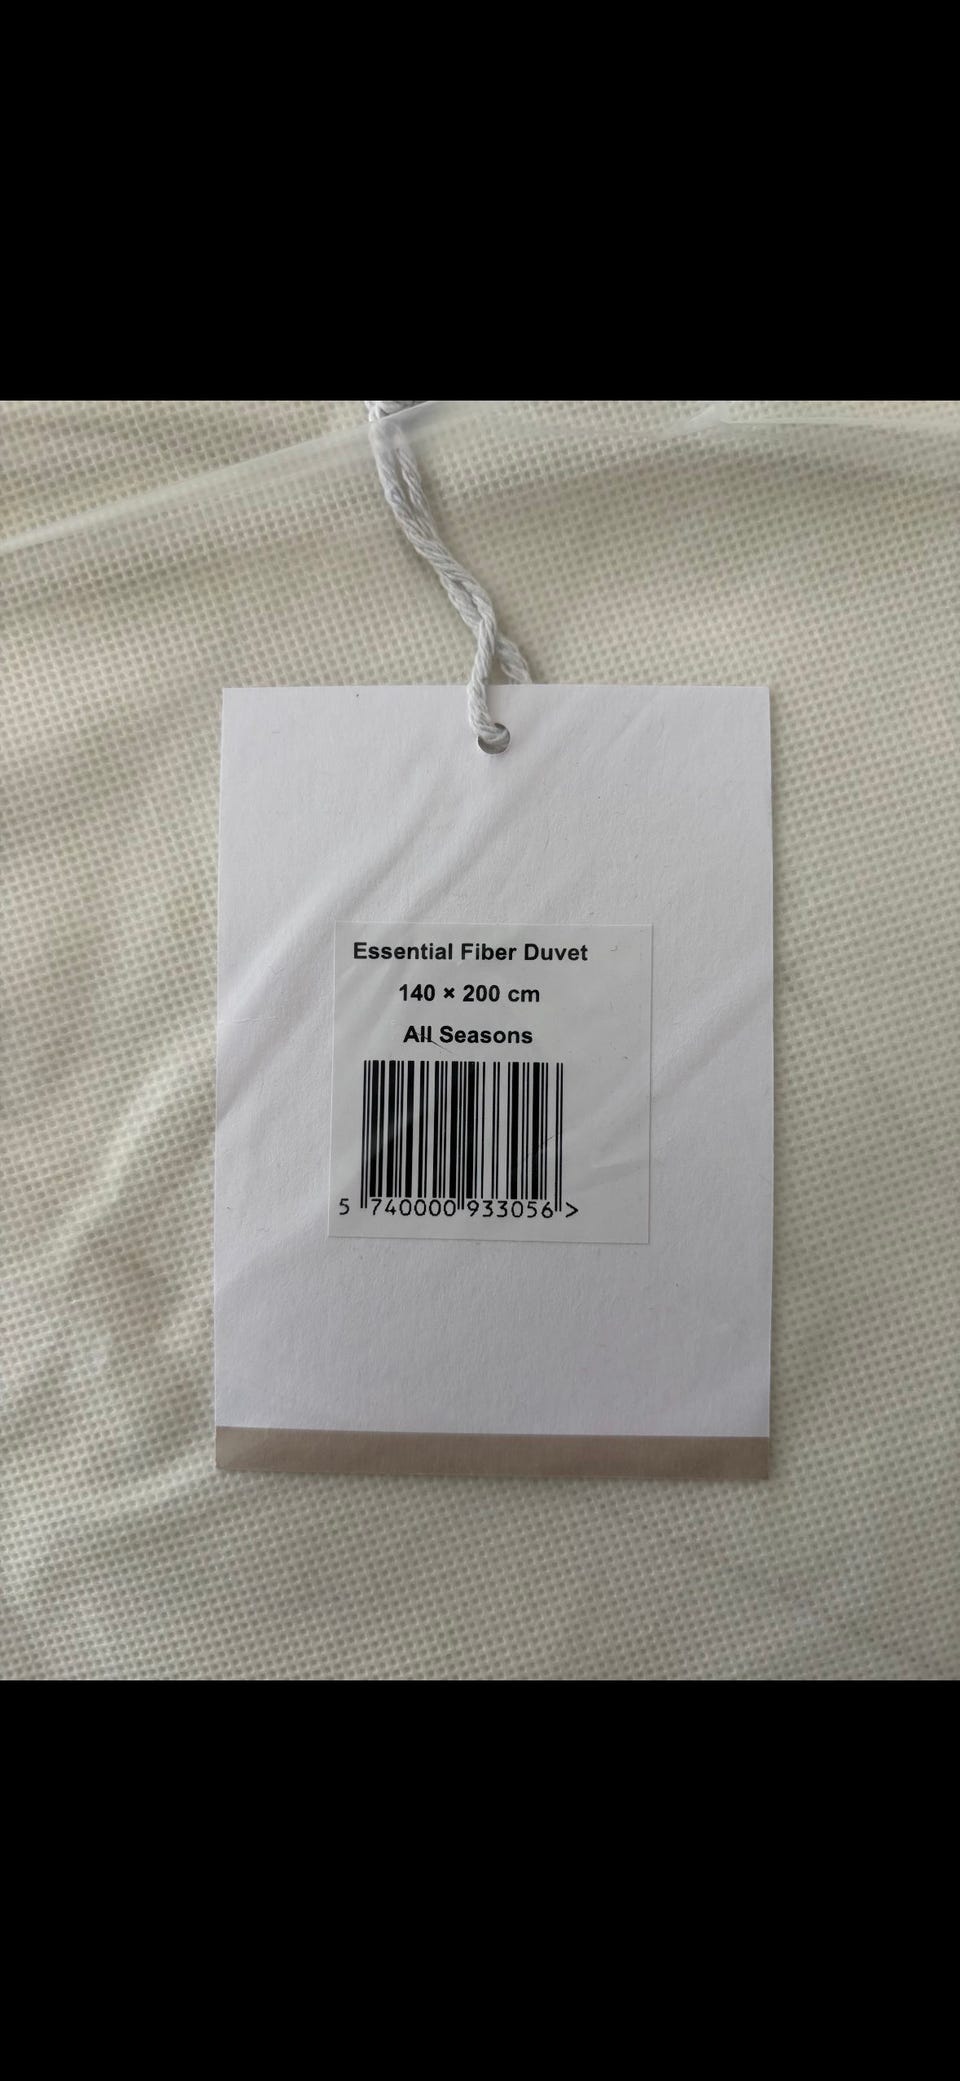 Essential Fiber Duvet
140 × 200 cm
All Seasons
5 740000 933056 >